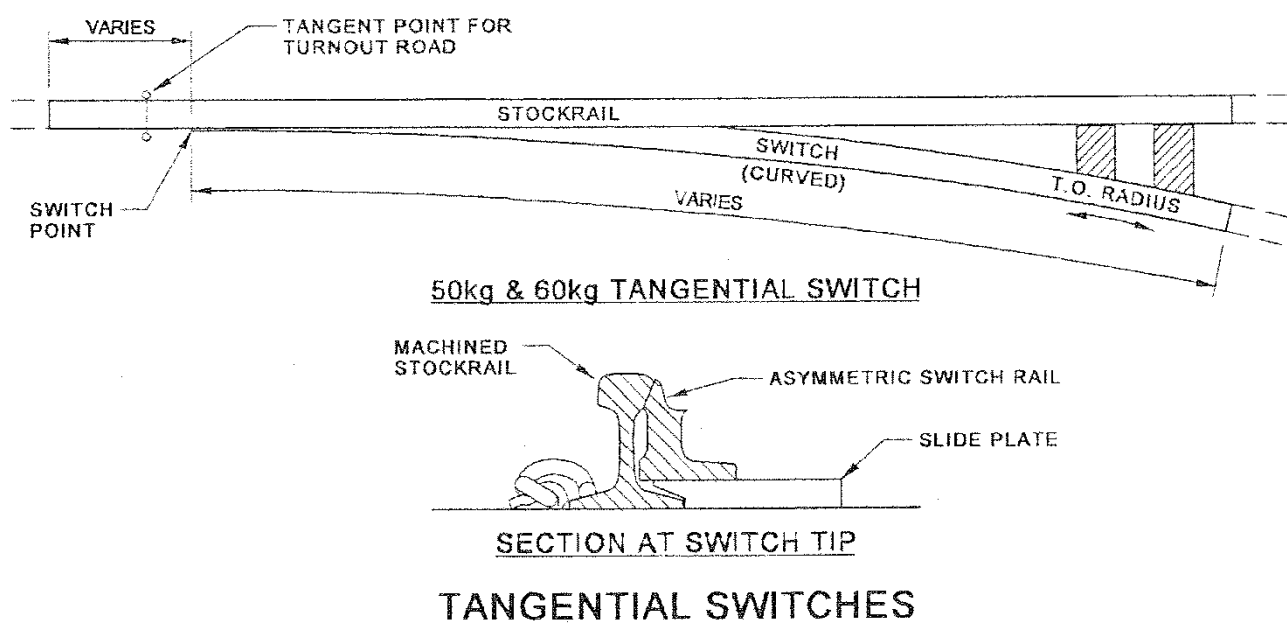 VARIES
TANGENT POINT FOR
TURNOUT ROAD
STOCKRAIL
SWITCH
(CURVED)
T.O. RADIUS
VARIES
SWITCH
POINT
50kg & 60kg TANGENTIAL SWITCH
MACHINED
STOCKRAIL
ASYMMETRIC SWITCH RAIL
SLIDE PLATE
SECTION AT SWITCH TIP
TANGENTIAL SWITCHES